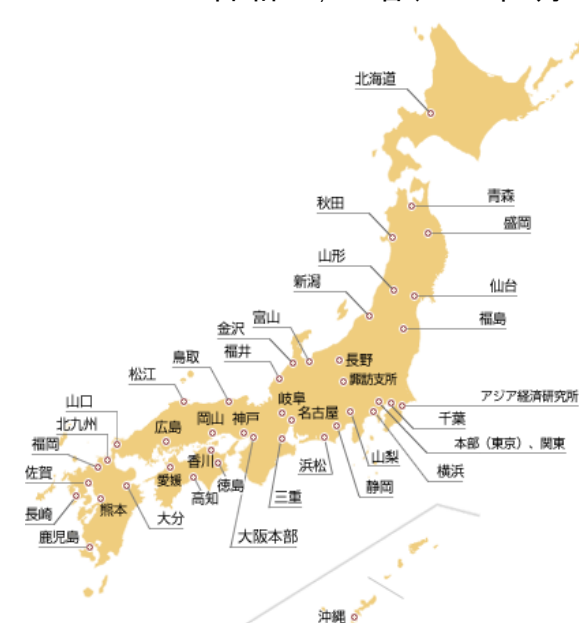 北海道
青森
秋田
盛岡
山形
新潟
仙台
富山
福島
金沢
福井
鳥取
長野
松江
諏訪支所
アジア経済研究所
岐阜
山口
名古屋
岡山
神戸
千葉
北九州
広島
本部（東京）、関東
福岡
山梨
香川
浜松
横浜
佐賀
愛媛
徳島
静岡
高知
三重
熊本
長崎
大分
大阪本部
鹿児島
沖縄